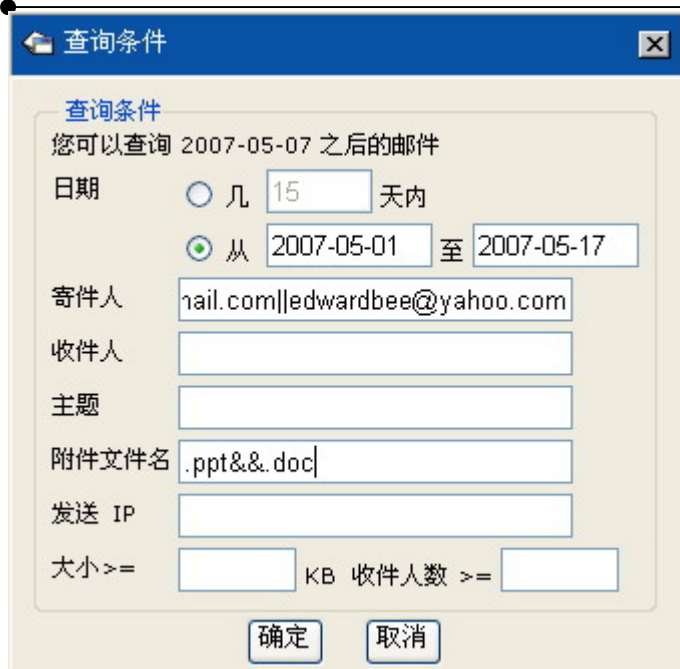 查询条件
查询条件
您可以查询 2007-05-07 之后的邮件
日期 几 15 天内
从 2007-05-01 至 2007-05-17
寄件人 nail.com||edwardbee@yahoo.com
收件人
主题
附件文件名 .ppt&&.doc
发送 IP
大小>= KB 收件人数 >=
确定 取消